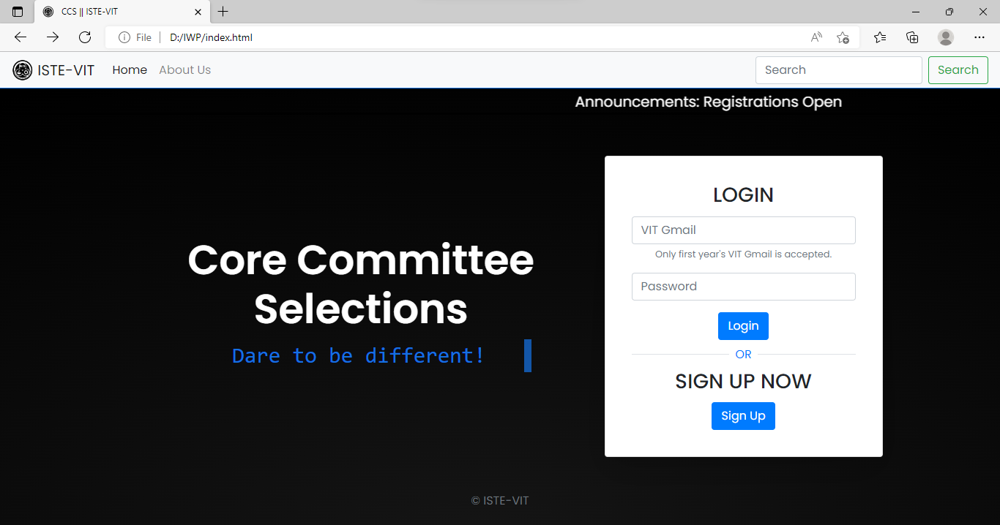 CCS || ISTE-VIT
File
D:/IWP/index.html
ISTE-VIT
Home
About Us
Search
Search
Announcements: Registrations Open
Core Committee
Selections
Dare to be different!
LOGIN
VIT Gmail
Only first year's VIT Gmail is accepted.
Password
Login
OR
SIGN UP NOW
Sign Up
© ISTE-VIT